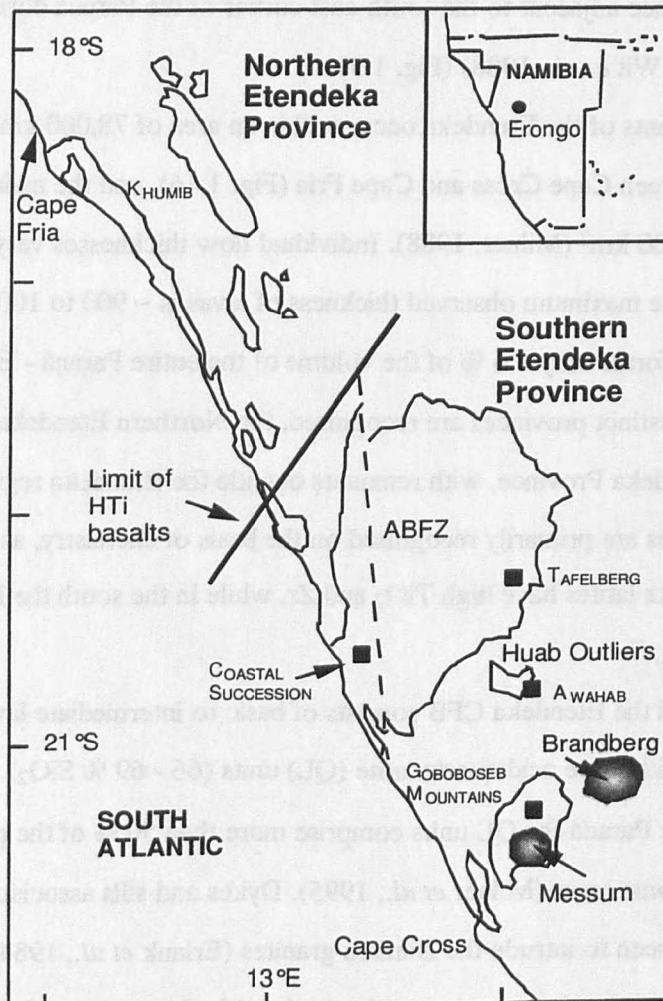 18°S
Northern
Etendeka
Province
NAMIBIA
Erongo
KHUMIB
Cape
Fria
Southern
Etendeka
Province
Limit of
HTi
basalts
ABFZ
TAFELBERG
COASTAL
SUCCESSION
Huab Outliers
AWAHAB
21°S
Brandberg
GOBOBOSEB
MOUNTAINS
SOUTH
ATLANTIC
Messum
Cape Cross
13°E